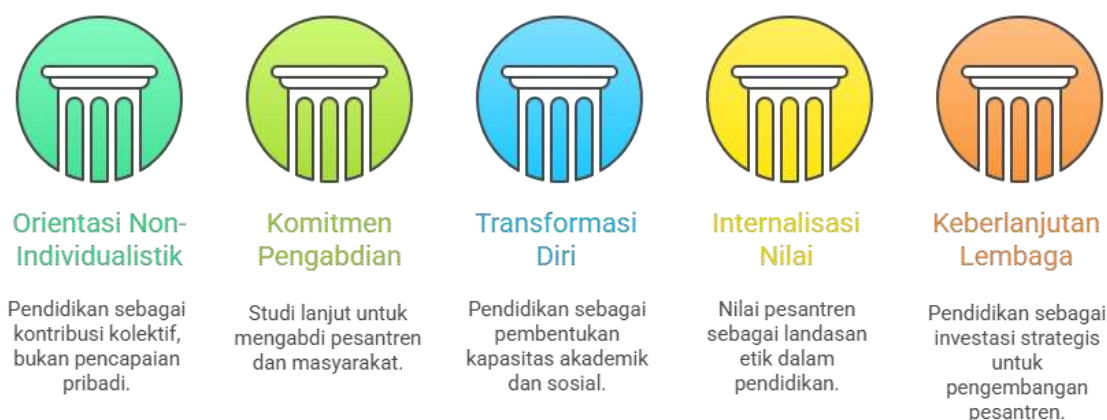 Orientasi Non-
Individualistik
Pendidikan sebagai
kontribusi kolektif,
bukan pencapaian
pribadi.
Komitmen
Pengabdian
Studi lanjut untuk
mengabdi pesantren
dan masyarakat.
Transformasi
Diri
Pendidikan sebagai
pembentukan
kapasitas akademik
dan sosial.
Internalisasi
Nilai
Nilai pesantren
sebagai landasan
etik dalam
pendidikan.
Keberlanjutan
Lembaga
Pendidikan sebagai
investasi strategis
untuk
pengembangan
pesantren.